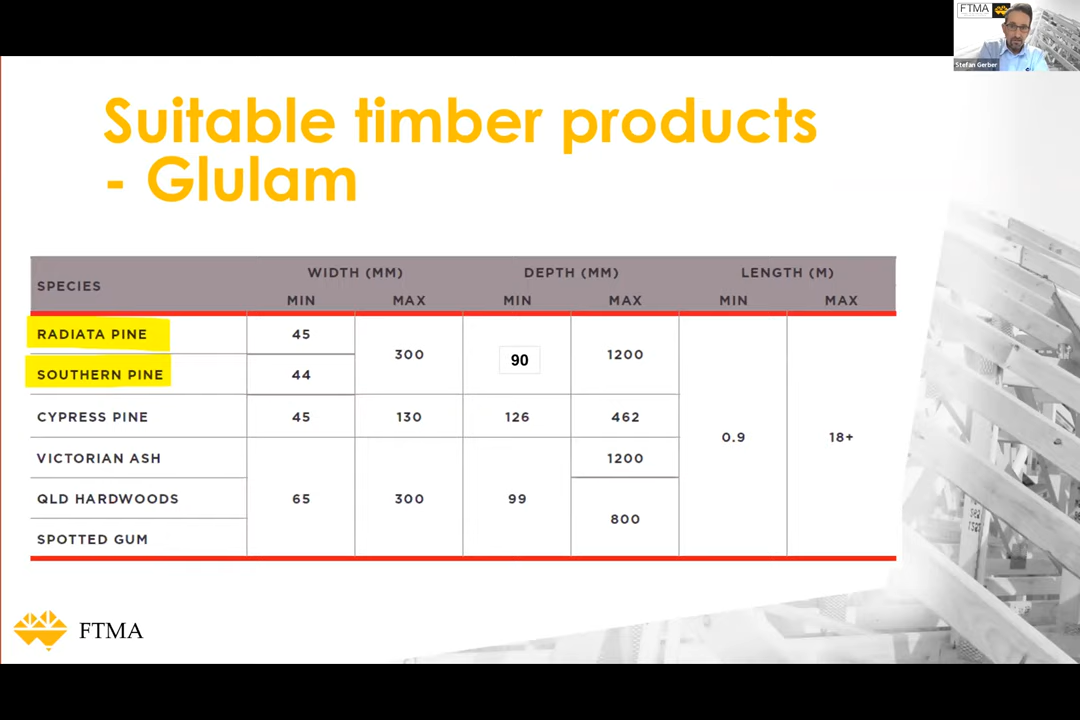 FTMA
Stefan Gerber
Suitable timber products
- Glulam
SPECIES
WIDTH (MM)
DEPTH (MM)
LENGTH (M)
MIN
MAX
MIN
MAX
MIN
MAX
RADIATA PINE
45
300
90
1200
SOUTHERN PINE
44
CYPRESS PINE
45
130
126
462
0.9
18+
VICTORIAN ASH
1200
QLD HARDWOODS
65
300
99
SPOTTED GUM
800
FTMA